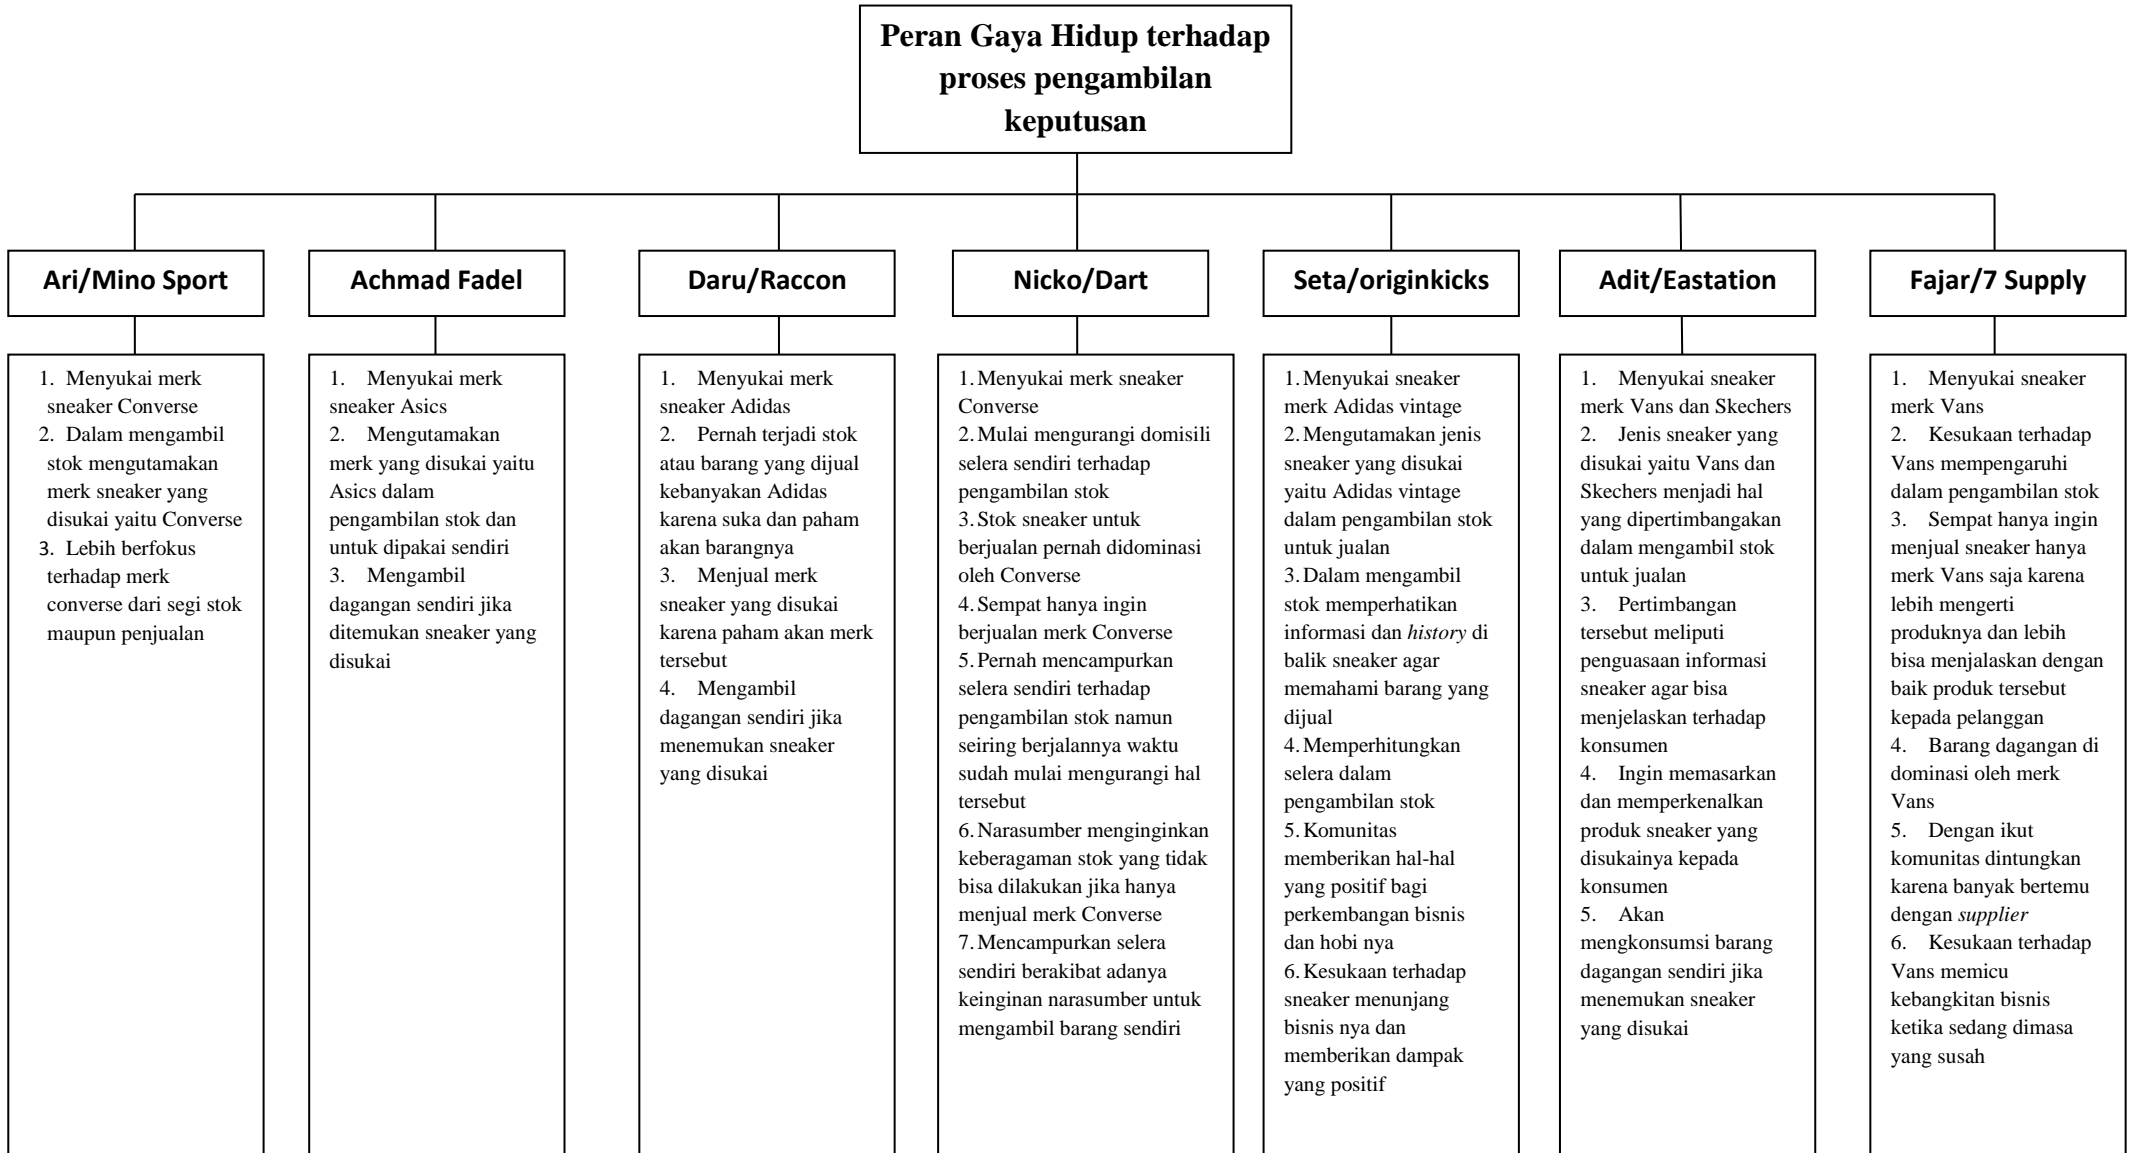 Peran Gaya Hidup terhadap
proses pengambilan
keputusan
Ari/Mino Sport
1. Menyukai merk
sneaker Converse
2. Dalam mengambil
stok mengutamakan
merk sneaker yang
disukai yaitu Converse
3. Lebih berfokus
terhadap merk
converse dari segi stok
maupun penjualan
Achmad Fadel
1. Menyukai merk
sneaker Asics
2. Mengutamakan
merk yang disukai yaitu
Asics dalam
pengambilan stok dan
untuk dipakai sendiri
3. Mengambil
dagangan sendiri jika
ditemukan sneaker yang
disukai
Daru/Raccon
1. Menyukai merk
sneaker Adidas
2. Pernah terjadi stok
atau barang yang dijual
kebanyakan Adidas
karena suka dan paham
akan barangnya
3. Menjual merk
sneaker yang disukai
karena paham akan merk
tersebut
4. Mengambil
dagangan sendiri jika
menemukan sneaker
yang disukai
Nicko/Dart
1. Menyukai merk sneaker
Converse
2. Mulai mengurangi domisili
selera sendiri terhadap
pengambilan stok
3. Stok sneaker untuk
berjualan pernah didominasi
oleh Converse
4. Sempat hanya ingin
berjualan merk Converse
5. Pernah mencampurkan
selera sendiri terhadap
pengambilan stok namun
seiring berjalannya waktu
sudah mulai mengurangi hal
tersebut
6. Narasumber menginginkan
keberagaman stok yang tidak
bisa dilakukan jika hanya
menjual merk Converse
7. Mencampurkan selera
sendiri berakibat adanya
keinginan narasumber untuk
mengambil barang sendiri
Seta/originkicks
1. Menyukai sneaker
merk Adidas vintage
2. Mengutamakan jenis
sneaker yang disukai
yaitu Adidas vintage
dalam pengambilan stok
untuk jualan
3. Dalam mengambil
stok memperhatikan
informasi dan history di
balik sneaker agar
memahami barang yang
dijual
4. Memperhitungkan
selera dalam
pengambilan stok
5. Komunitas
memberikan hal-hal
yang positif bagi
perkembangan bisnis
dan hobi nya
6. Kesukaan terhadap
sneaker menunjang
bisnis nya dan
memberikan dampak
yang positif
Adit/Eastation
1. Menyukai sneaker
merk Vans dan Skechers
2. Jenis sneaker yang
disukai yaitu Vans dan
Skechers menjadi hal
yang dipertimbangakan
dalam mengambil stok
untuk jualan
3. Pertimbangan
tersebut meliputi
penguasaan informasi
sneaker agar bisa
menjelaskan terhadap
konsumen
4. Ingin memasarkan
dan memperkenalkan
produk sneaker yang
disukainya kepada
konsumen
5. Akan
mengkonsumsi barang
dagangan sendiri jika
menemukan sneaker
yang disukai
Fajar/7 Supply
1. Menyukai sneaker
merk Vans
2. Kesukaan terhadap
Vans mempengaruhi
dalam pengambilan stok
3. Sempat hanya ingin
menjual sneaker hanya
merk Vans saja karena
lebih mengerti
produknya dan lebih
bisa menjalaskan dengan
baik produk tersebut
kepada pelanggan
4. Barang dagangan di
dominasi oleh merk
Vans
5. Dengan ikut
komunitas dintungkan
karena banyak bertemu
dengan supplier
6. Kesukaan terhadap
Vans memicu
kebangkitan bisnis
ketika sedang dimasa
yang susah